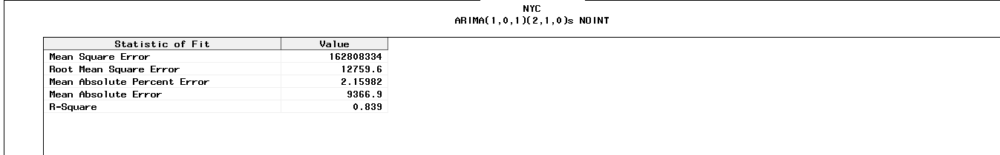 NYC
ARIMA(1,0,1)(2,1,0)s NOINT
Statistic of Fit Value
Mean Square Error 162808334
Root Mean Square Error 12759.6
Mean Absolute Percent Error 2.15982
Mean Absolute Error 9366.9
R-Square 0.839